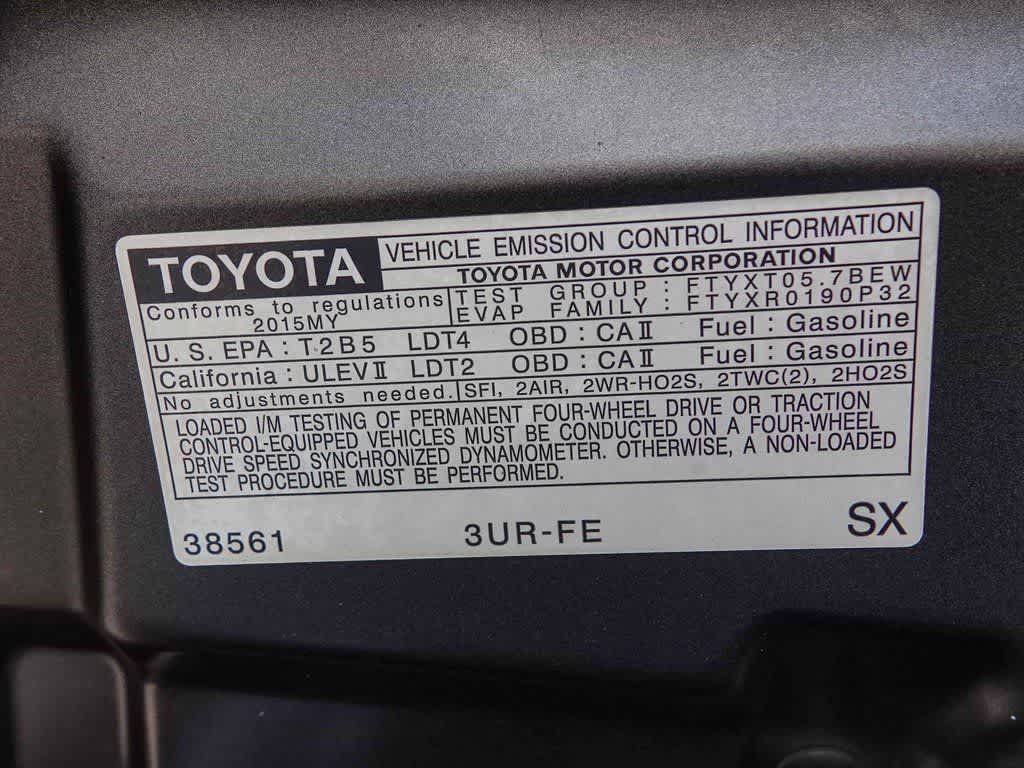 TOYOTA VEHICLE EMISSION CONTROL INFORMATION
TOYOTA MOTOR CORPORATION
Conforms to regulations
2015MY
TEST GROUP : FTYXT05.7BEW
EVAP FAMILY : FTYXR0190P32
U.S. EPA : T2B5 LDT4 OBD : CAⅡ Fuel : Gasoline
California : ULEVⅡ LDT2 OBD : CAⅡ Fuel : Gasoline
No adjustments needed. SFI, 2AIR, 2WR-HO2S, 2TWC(2), 2HO2S
LOADED I/M TESTING OF PERMANENT FOUR-WHEEL DRIVE OR TRACTION
CONTROL-EQUIPPED VEHICLES MUST BE CONDUCTED ON A FOUR-WHEEL
DRIVE SPEED SYNCHRONIZED DYNAMOMETER. OTHERWISE, A NON-LOADED
TEST PROCEDURE MUST BE PERFORMED.
38561 3UR-FE SX